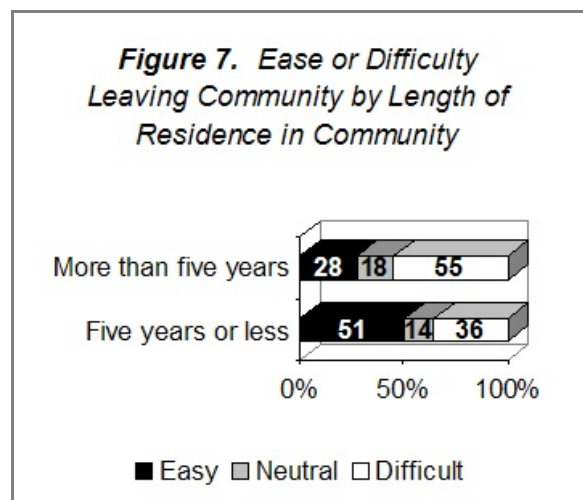 Figure 7. Ease or Difficulty
Leaving Community by Length of
Residence in Community
More than five years 28 18 55
Five years or less 51 14 36
0% 50% 100%
Easy Neutral Difficult